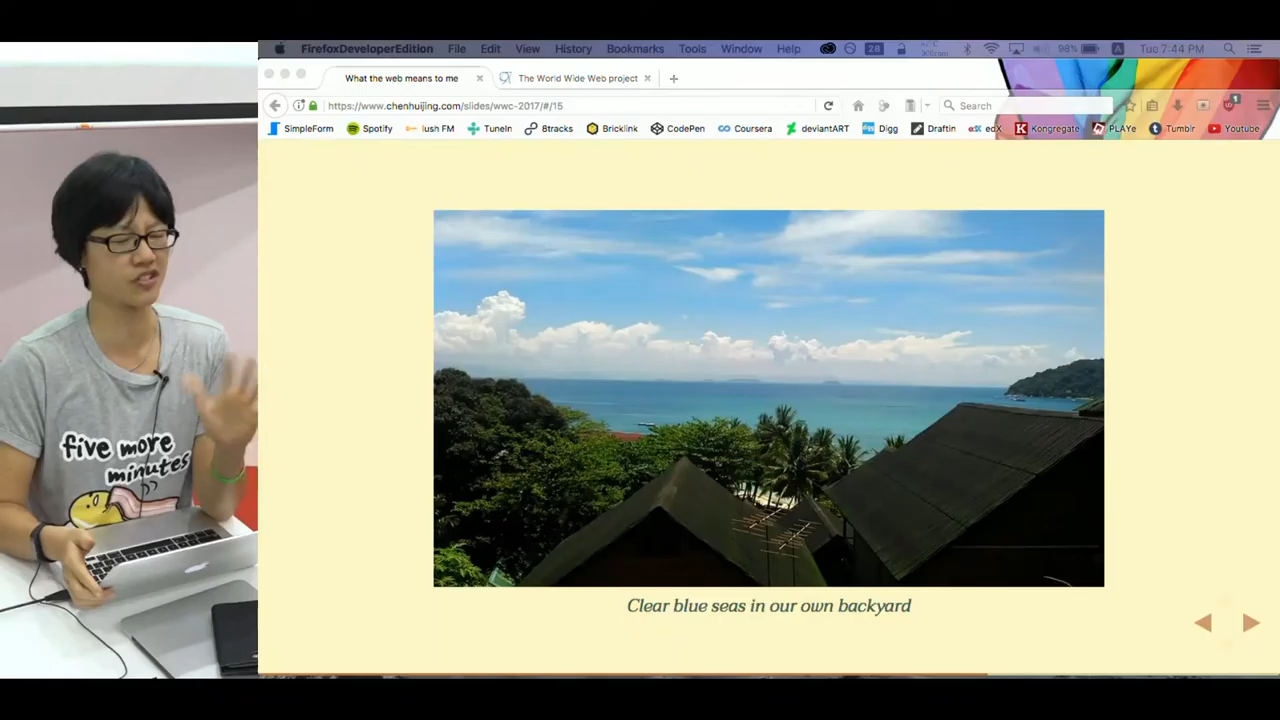 FirefoxDeveloperEdition File Edit View History Bookmarks Tools Window Help 28 98% A Tue 7:44 PM
What the web means to me The World Wide Web project
https://www.chenhuijing.com/slides/wwc-2017/#/15 Search 1
SimpleForm Spotify lush FM TuneIn 8tracks Bricklink CodePen Coursera deviantART Digg Draftin edX Kongregate PLAYe Tumblr Youtube
five more
minutes
Clear blue seas in our own backyard